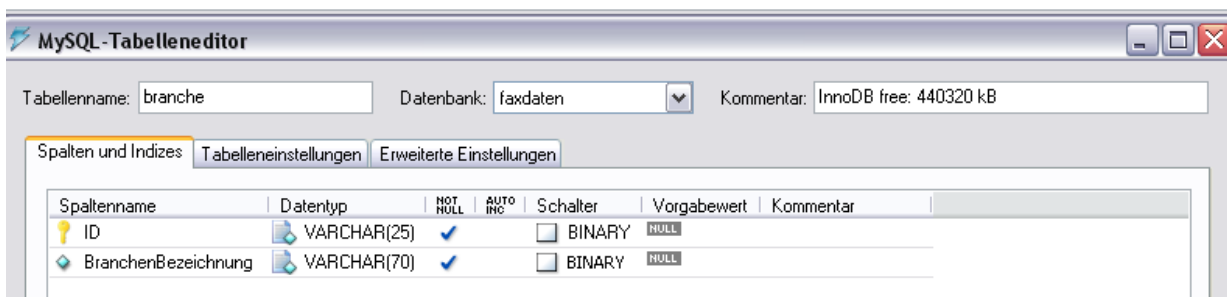 MySQL-Tabelleneditor
Tabellenname: branche Datenbank: faxdaten Kommentar: InnoDB free: 440320 kB
Spalten und Indizes Tabelleneinstellungen Erweiterte Einstellungen
Spaltenname Datentyp NOT NULL AUTO INC Schalter Vorgabewert Kommentar
ID VARCHAR(25) BINARY NULL
BranchenBezeichnung VARCHAR(70) BINARY NULL